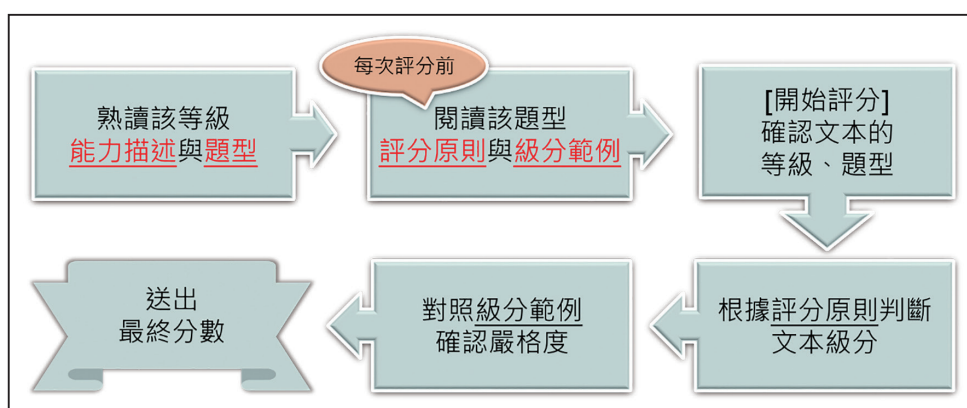 熟讀該等級
能力描述與題型
每次評分前
閱讀該題型
評分原則與級分範例
[開始評分]
確認文本的
等級、題型
根據評分原則判斷
文本級分
對照級分範例
確認嚴格度
送出
最終分數